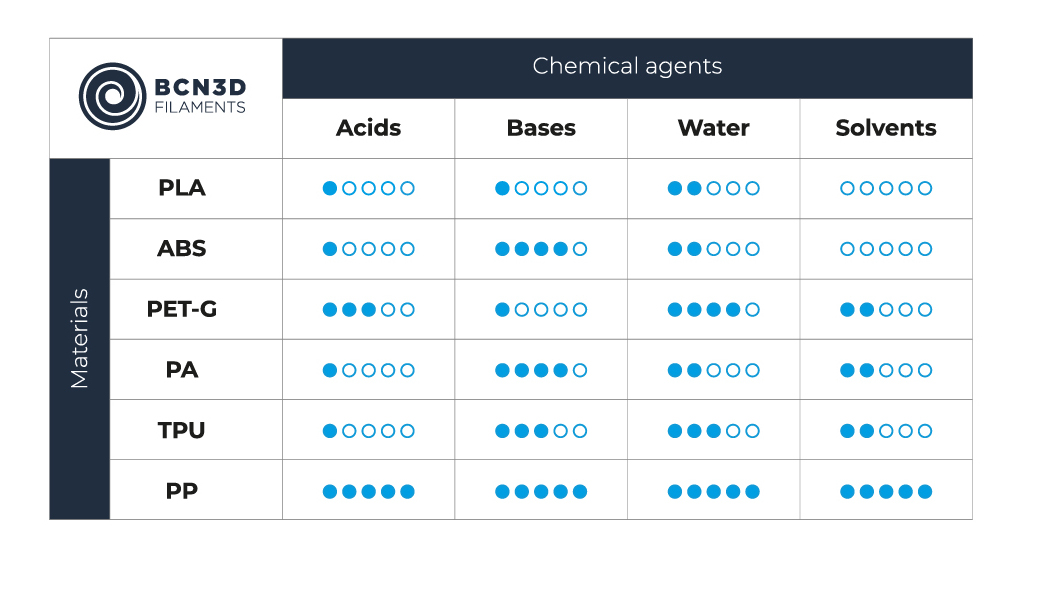 BCN3D
FILAMENTS
Chemical agents
Acids Bases Water Solvents
Materials
PLA
ABS
PET-G
PA
TPU
PP